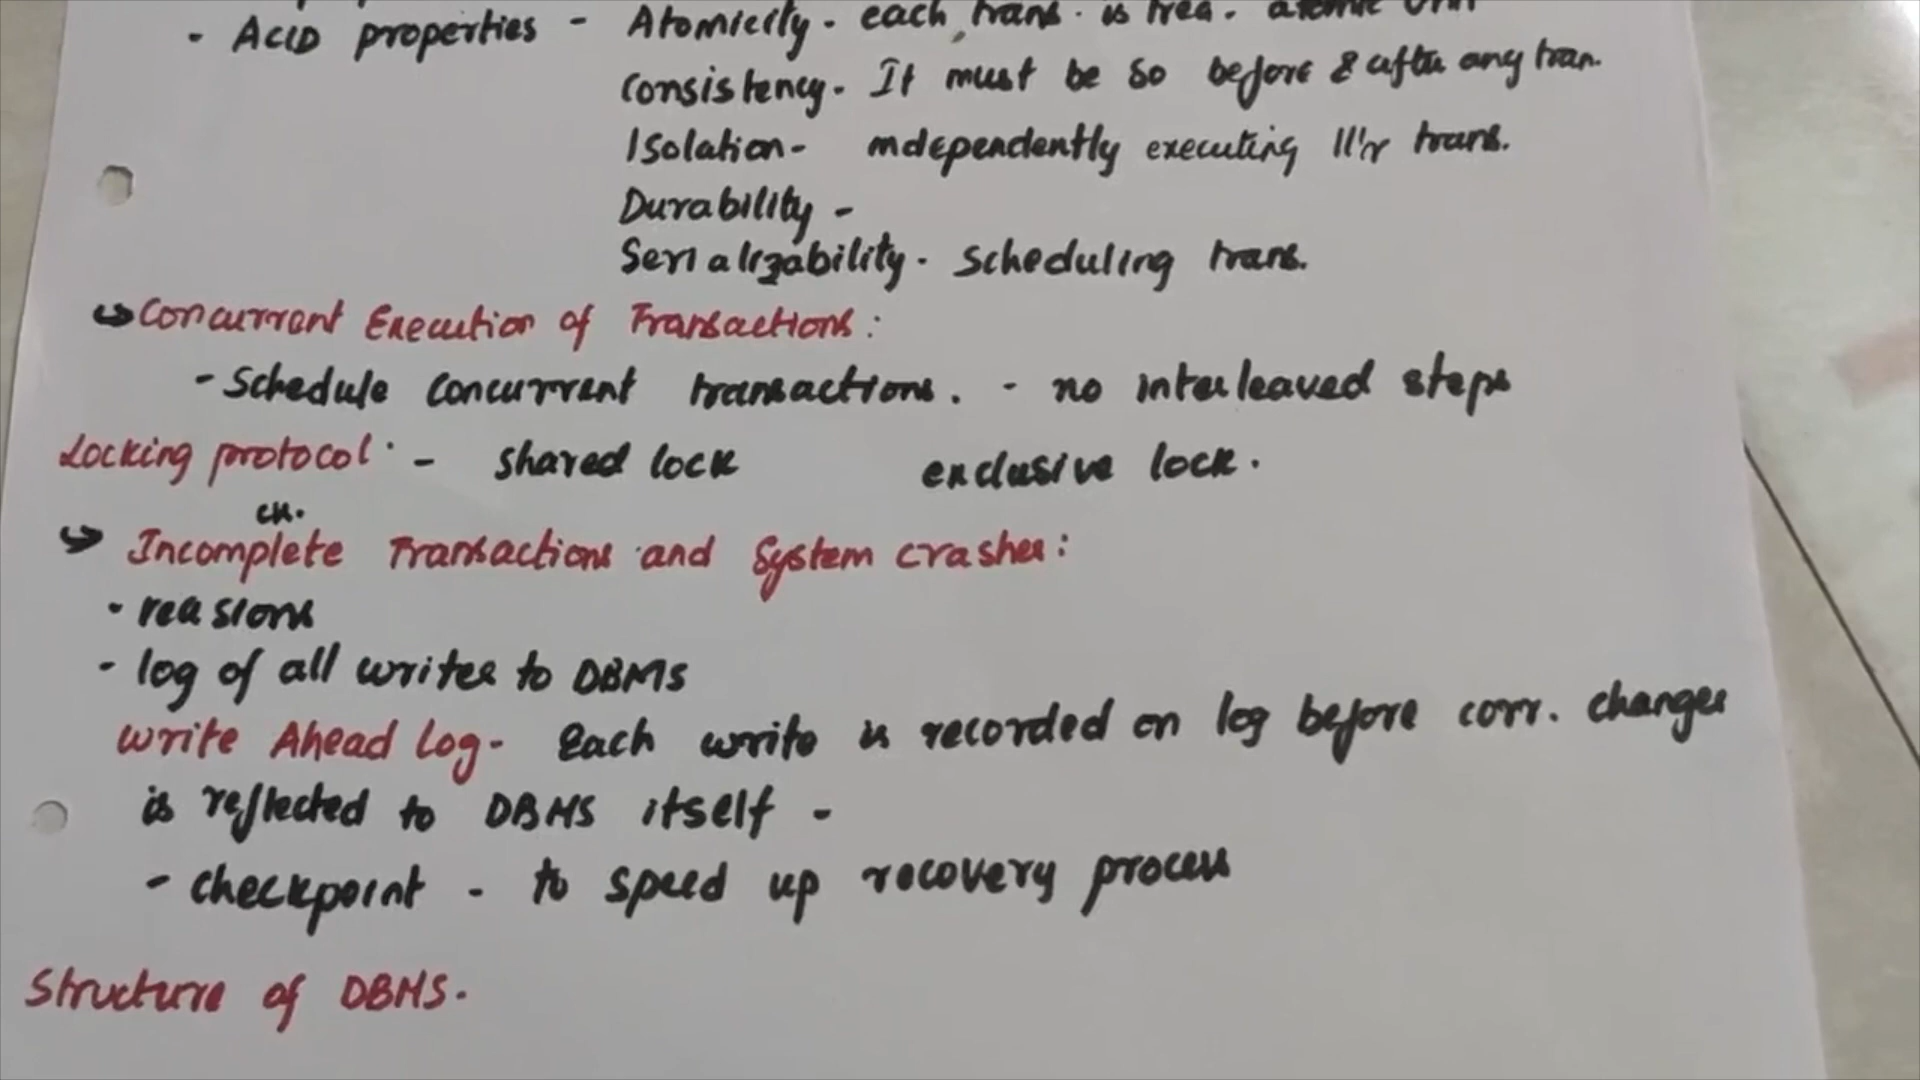 - ACID properties - Atomicity - each trans. is trea. atomic unit
Consistency - It must be so before & after any tran.
Isolation - independently executing ll'r trans.
Durability -
Serializability - Scheduling trans.
↪ Concurrent Execution of Transactions:
- Schedule concurrent transactions. - no interleaved steps
Locking protocol: - shared lock exclusive lock.
↪ Incomplete Transactions and System crashes:
- reasions
- log of all writes to DBMS
Write Ahead Log - Each write is recorded on log before corr. changes
is reflected to DBMS itself -
- checkpoint - to speed up recovery process
Structure of DBMS.